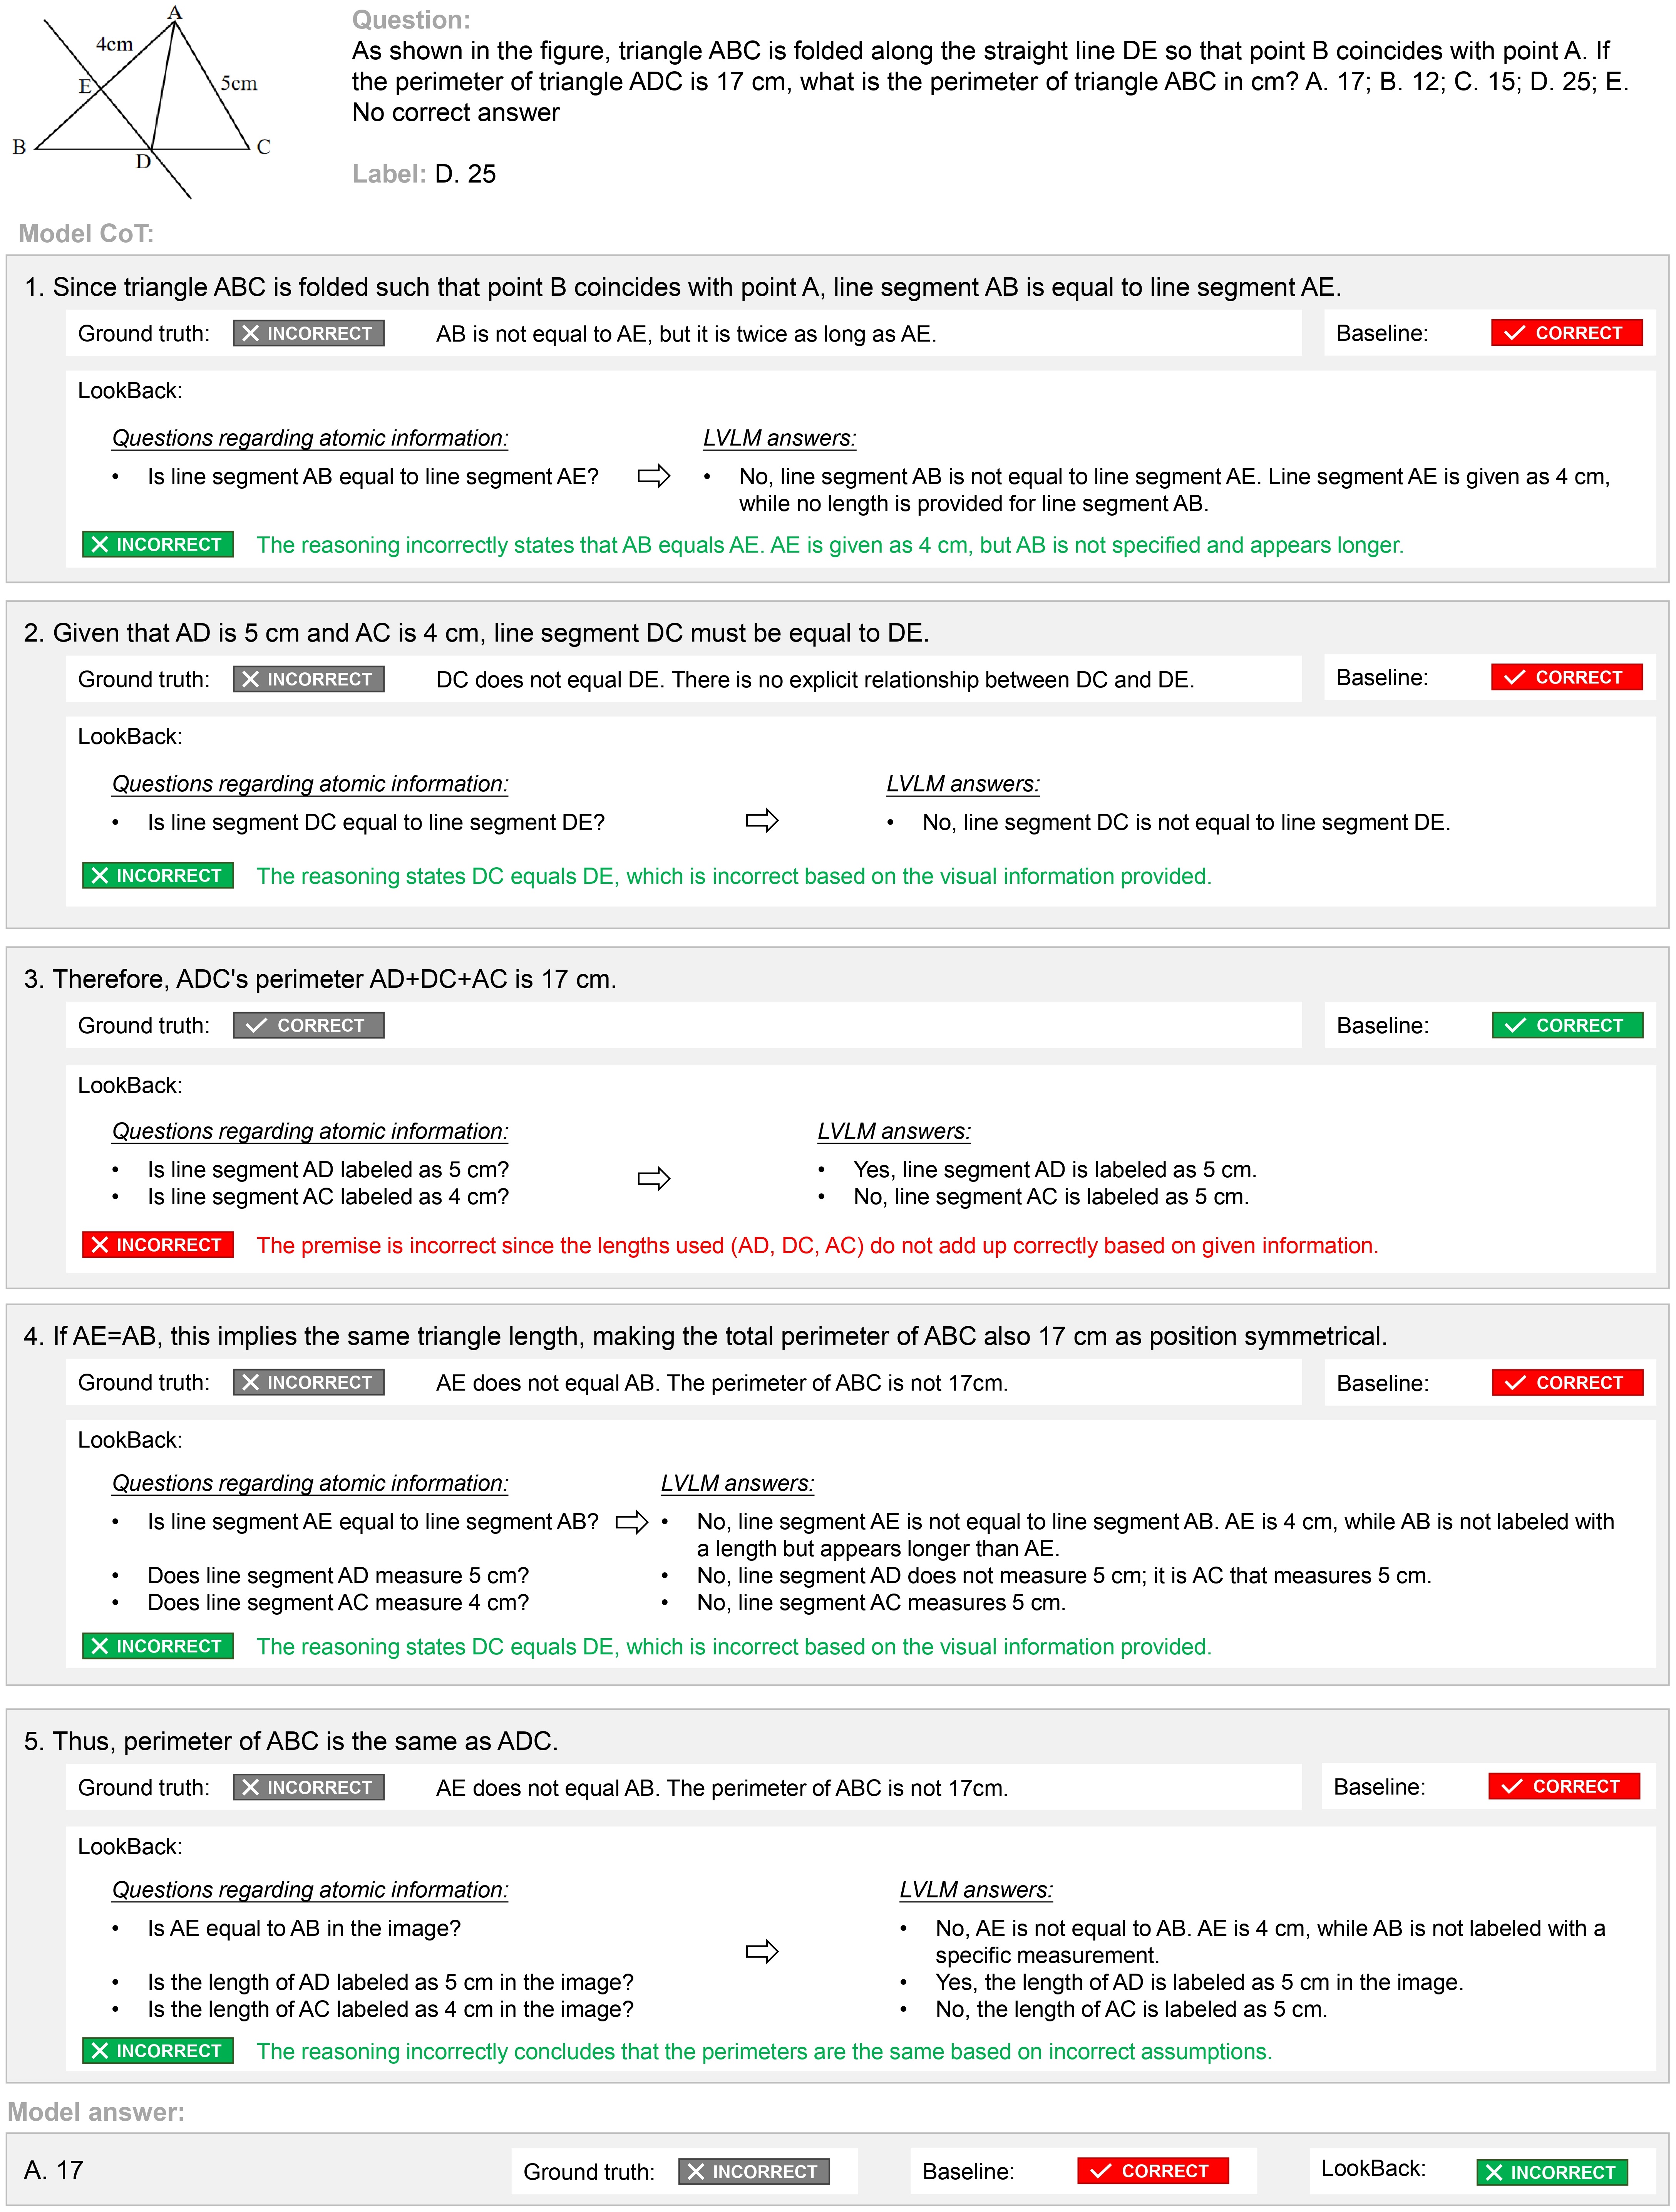 A
4cm
E
5cm
B
D
C
Question:
As shown in the figure, triangle ABC is folded along the straight line DE so that point B coincides with point A. If
the perimeter of triangle ADC is 17 cm, what is the perimeter of triangle ABC in cm? A. 17; B. 12; C. 15; D. 25; E.
No correct answer
Label: D. 25
Model CoT:
1. Since triangle ABC is folded such that point B coincides with point A, line segment AB is equal to line segment AE.
Ground truth: INCORRECT AB is not equal to AE, but it is twice as long as AE. Baseline: CORRECT
LookBack:
Questions regarding atomic information: LVLM answers:
• Is line segment AB equal to line segment AE? • No, line segment AB is not equal to line segment AE. Line segment AE is given as 4 cm,
while no length is provided for line segment AB.
INCORRECT The reasoning incorrectly states that AB equals AE. AE is given as 4 cm, but AB is not specified and appears longer.
2. Given that AD is 5 cm and AC is 4 cm, line segment DC must be equal to DE.
Ground truth: INCORRECT DC does not equal DE. There is no explicit relationship between DC and DE. Baseline: CORRECT
LookBack:
Questions regarding atomic information: LVLM answers:
• Is line segment DC equal to line segment DE? • No, line segment DC is not equal to line segment DE.
INCORRECT The reasoning states DC equals DE, which is incorrect based on the visual information provided.
3. Therefore, ADC's perimeter AD+DC+AC is 17 cm.
Ground truth: CORRECT Baseline: CORRECT
LookBack:
Questions regarding atomic information: LVLM answers:
• Is line segment AD labeled as 5 cm? • Yes, line segment AD is labeled as 5 cm.
• Is line segment AC labeled as 4 cm? • No, line segment AC is labeled as 5 cm.
INCORRECT The premise is incorrect since the lengths used (AD, DC, AC) do not add up correctly based on given information.
4. If AE=AB, this implies the same triangle length, making the total perimeter of ABC also 17 cm as position symmetrical.
Ground truth: INCORRECT AE does not equal AB. The perimeter of ABC is not 17cm. Baseline: CORRECT
LookBack:
Questions regarding atomic information: LVLM answers:
• Is line segment AE equal to line segment AB? • No, line segment AE is not equal to line segment AB. AE is 4 cm, while AB is not labeled with
a length but appears longer than AE.
• Does line segment AD measure 5 cm? • No, line segment AD does not measure 5 cm; it is AC that measures 5 cm.
• Does line segment AC measure 4 cm? • No, line segment AC measures 5 cm.
INCORRECT The reasoning states DC equals DE, which is incorrect based on the visual information provided.
5. Thus, perimeter of ABC is the same as ADC.
Ground truth: INCORRECT AE does not equal AB. The perimeter of ABC is not 17cm. Baseline: CORRECT
LookBack:
Questions regarding atomic information: LVLM answers:
• Is AE equal to AB in the image? • No, AE is not equal to AB. AE is 4 cm, while AB is not labeled with a
specific measurement.
• Is the length of AD labeled as 5 cm in the image? • Yes, the length of AD is labeled as 5 cm in the image.
• Is the length of AC labeled as 4 cm in the image? • No, the length of AC is labeled as 5 cm.
INCORRECT The reasoning incorrectly concludes that the perimeters are the same based on incorrect assumptions.
Model answer:
A. 17 Ground truth: INCORRECT Baseline: CORRECT LookBack: INCORRECT